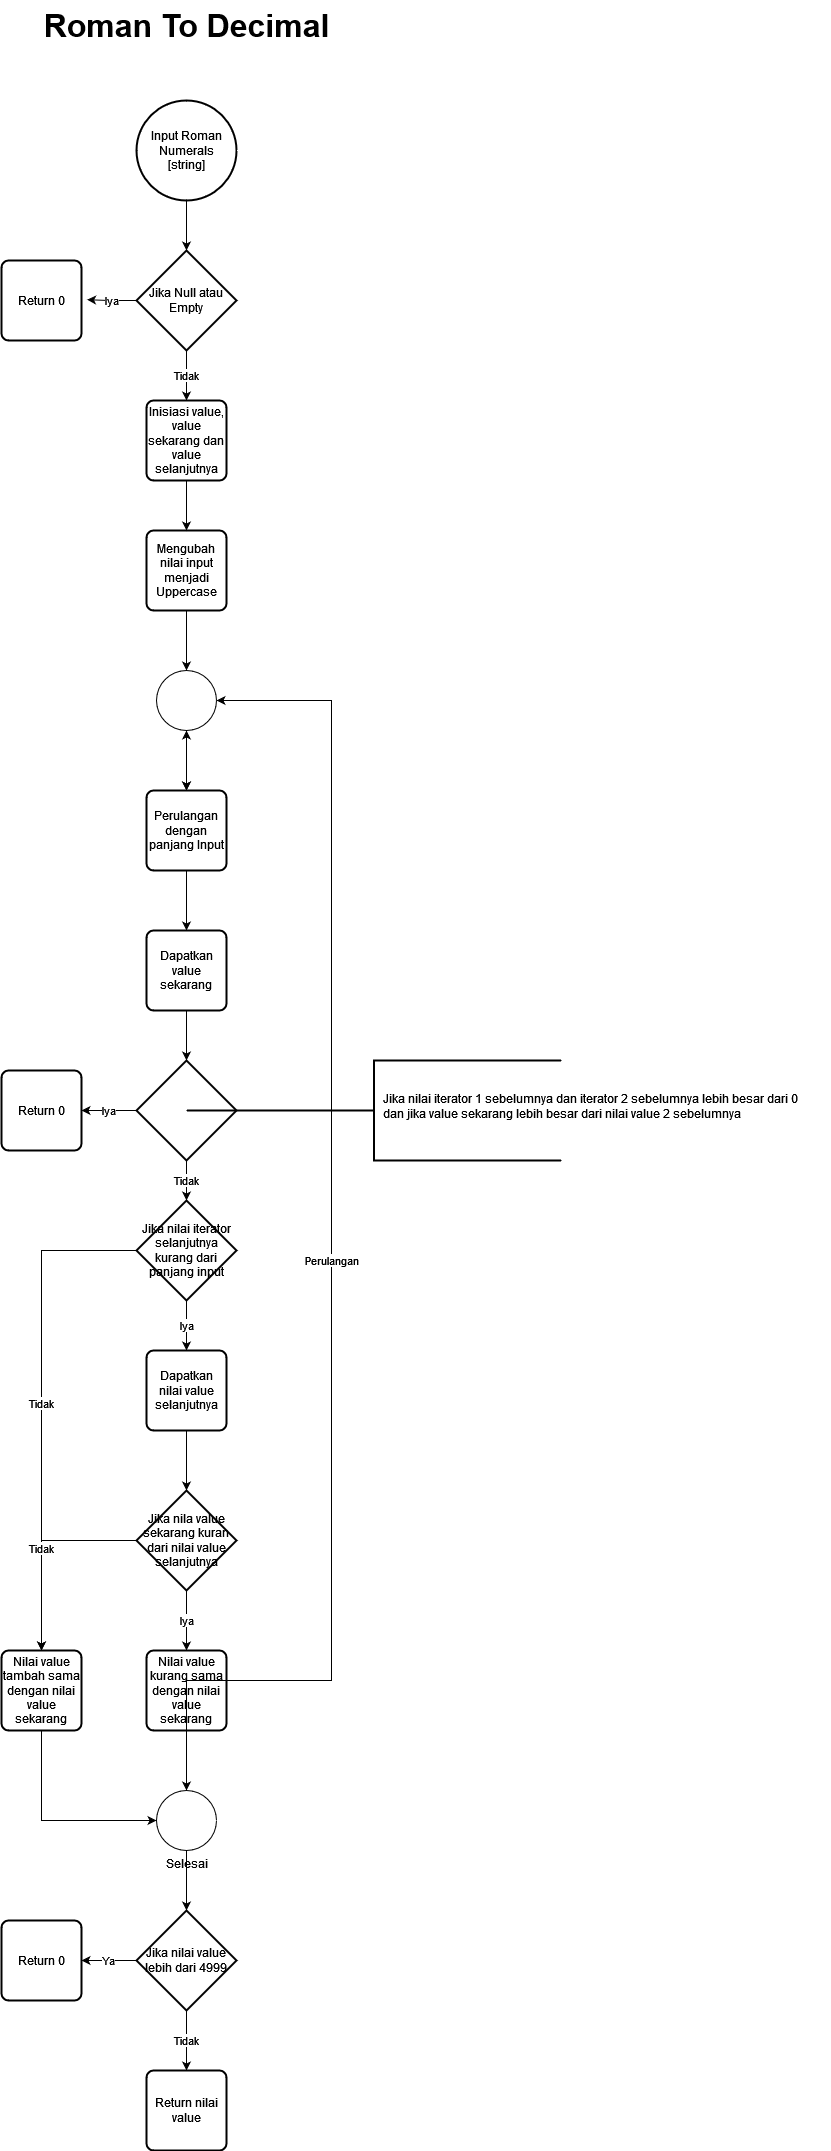 Roman To Decimal
Input Roman
Numerals
[string]
Jika Null atau
Empty
Iya
Return 0
Tidak
Inisiasi value,
value
sekarang dan
value
selanjutnya
Mengubah
nilai input
menjadi
Uppercase
Perulangan
dengan
panjang Input
Dapatkan
value
sekarang
Iya
Return 0
Jika nilai iterator 1 sebelumnya dan iterator 2 sebelumnya lebih besar dari 0
dan jika value sekarang lebih besar dari nilai value 2 sebelumnya
Tidak
Jika nilai iterator
selanjutnya
kurang dari
panjang input
Perulangan
Iya
Dapatkan
nilai value
selanjutnya
Tidak
Jika nila value
sekarang kuran
dari nilai value
selanjutnya
Tidak
Iya
Nilai value
tambah sama
dengan nilai
value
sekarang
Nilai value
kurang sama
dengan nilai
value
sekarang
Selesai
Jika nilai value
lebih dari 4999
Ya
Return 0
Tidak
Return nilai
value